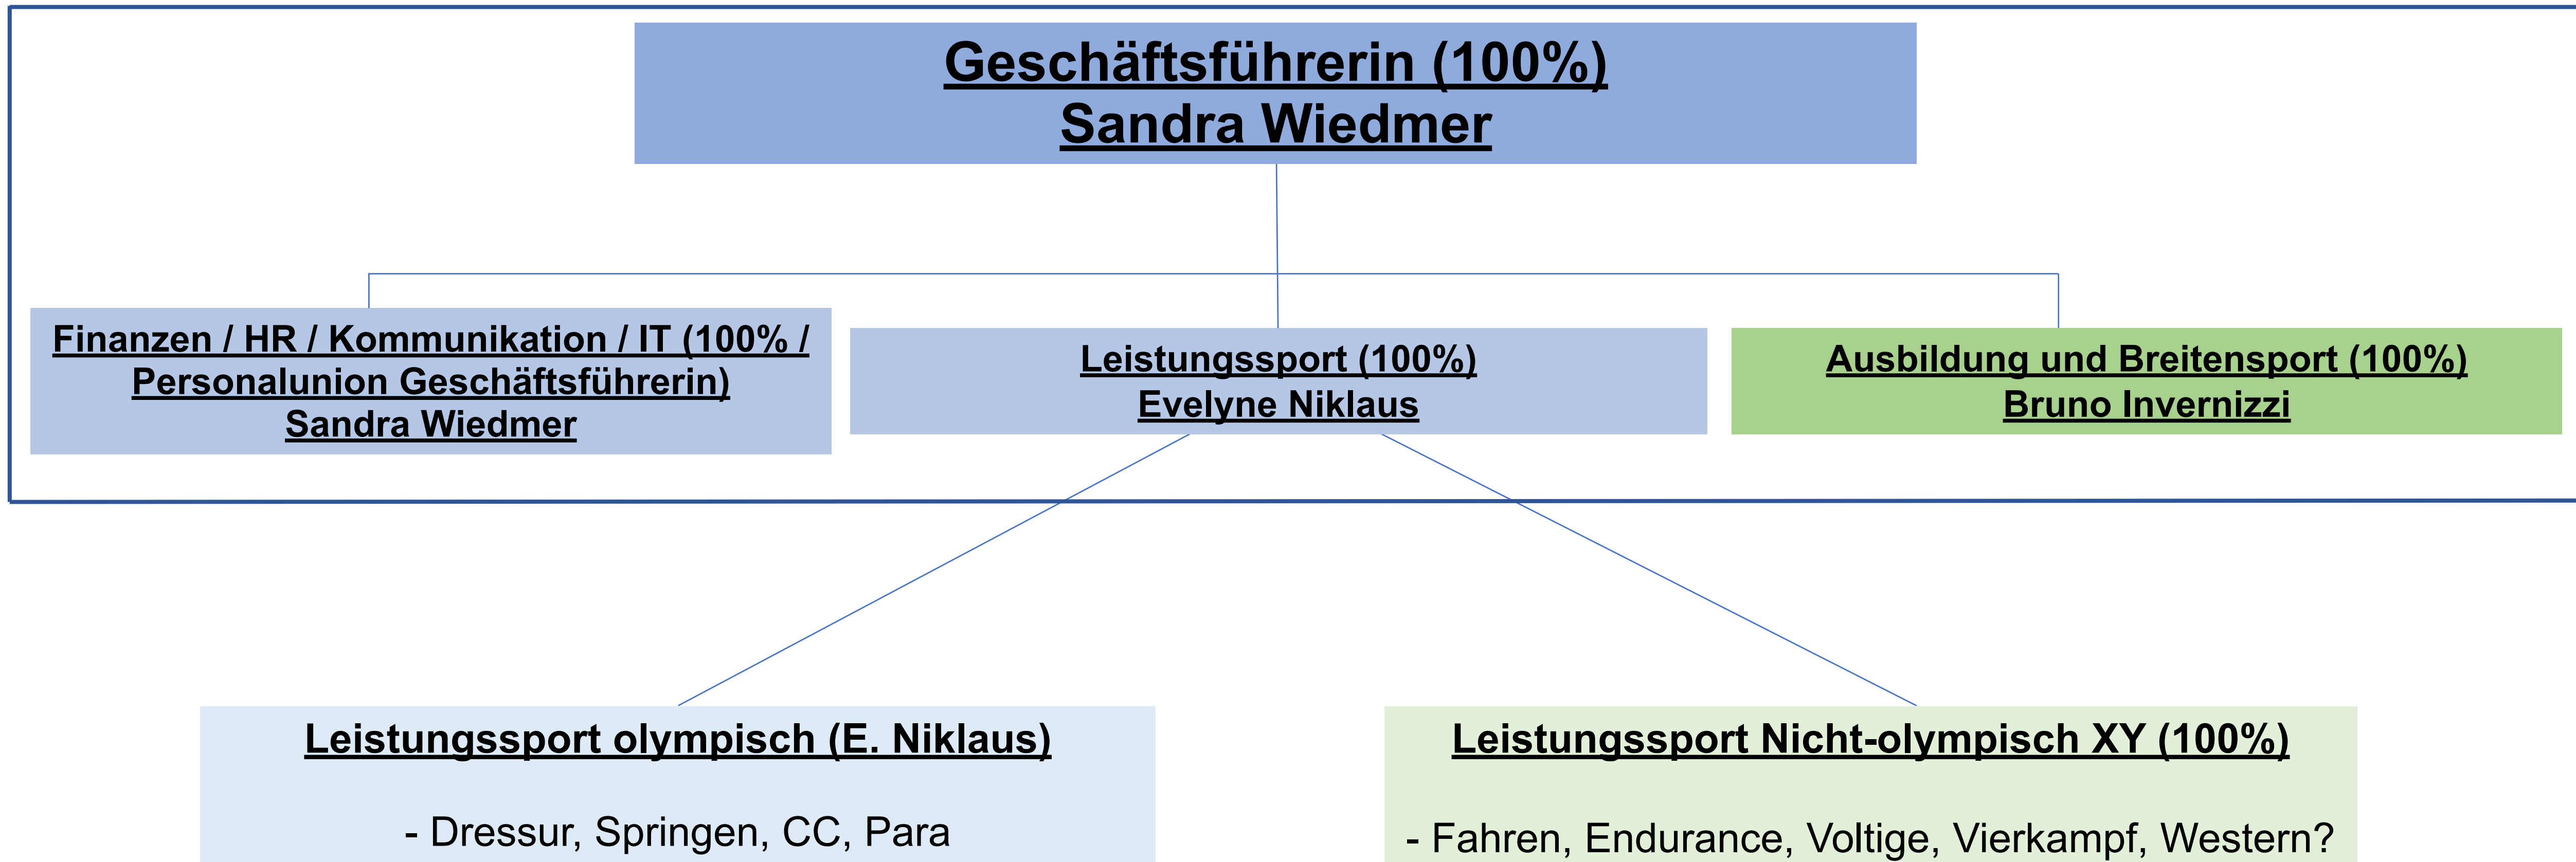 Geschäftsführerin (100%)
Sandra Wiedmer
Finanzen / HR / Kommunikation / IT (100% /
Personalunion Geschäftsführerin)
Sandra Wiedmer
Leistungssport (100%)
Evelyne Niklaus
Ausbildung und Breitensport (100%)
Bruno Invernizzi
Leistungssport olympisch (E. Niklaus)
- Dressur, Springen, CC, Para
Leistungssport Nicht-olympisch XY (100%)
- Fahren, Endurance, Voltige, Vierkampf, Western?